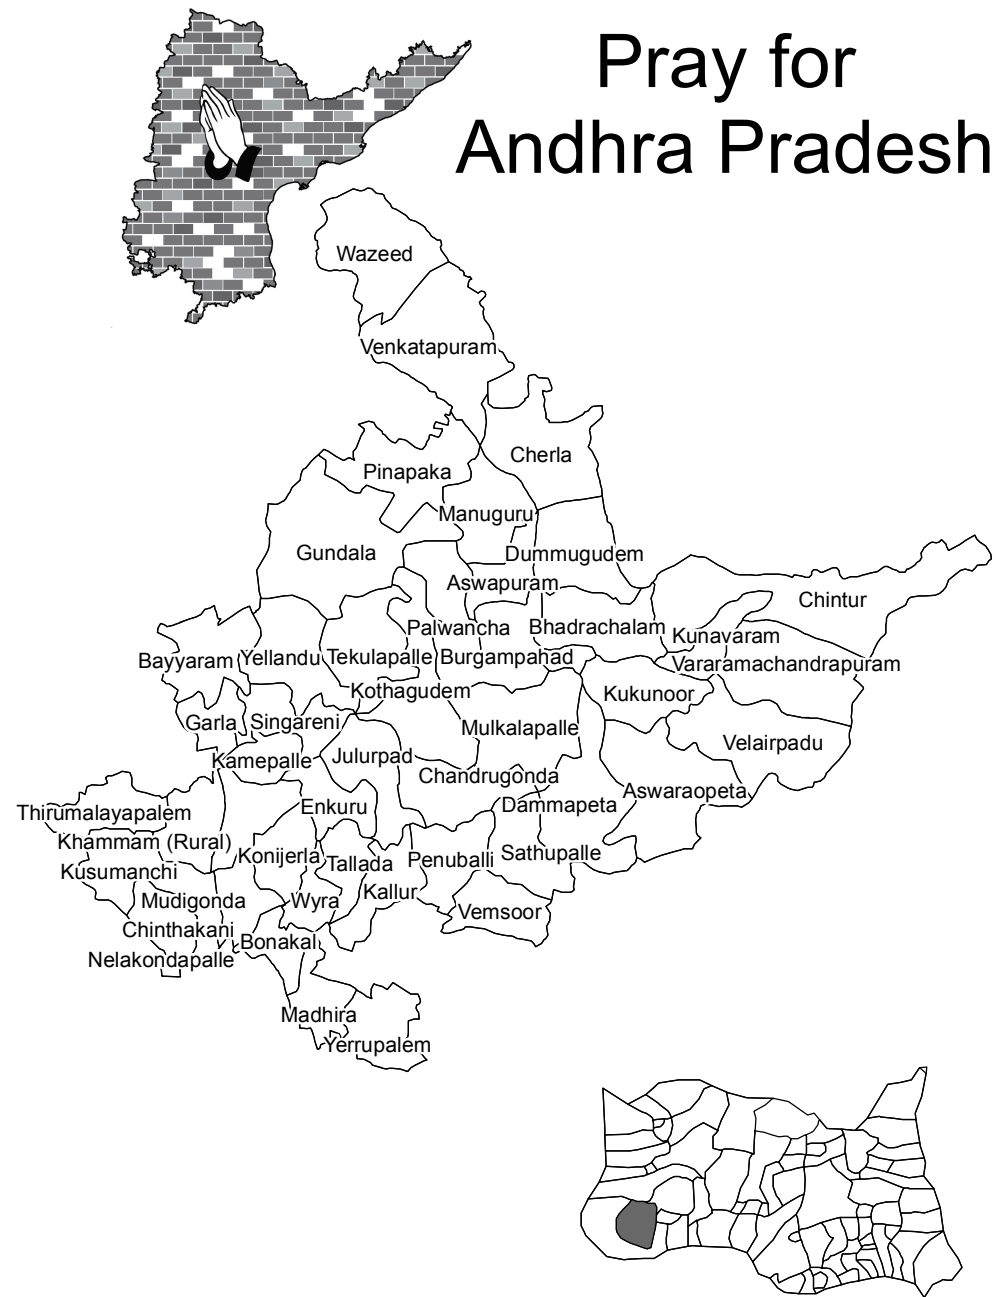 Pray for
Andhra Pradesh
Wazeed
Venkatapuram
Cherla
Pinapaka
Manuguru
Gundala
Dummugudem
Aswapuram
Chintur
Palwancha
Bhadrachalam
Kunavaram
Bayyaram
Yellandu
Tekulapalle
Burgampahad
Vararamachandrapuram
Kothagudem
Kukunoor
Garla
Singareni
Mulkalapalle
Velairpadu
Kamepalle
Julurpad
Chandrugonda
Aswaraopeta
Thirumalayapalem
Enkuru
Dammapeta
Khammam (Rural)
Konijerla
Tallada
Penuballi
Sathupalle
Kusumanchi
Kallur
Mudigonda
Wyra
Vemsoor
Chinthakani
Bonakal
Nelakondapalle
Madhira
Yerrupalem